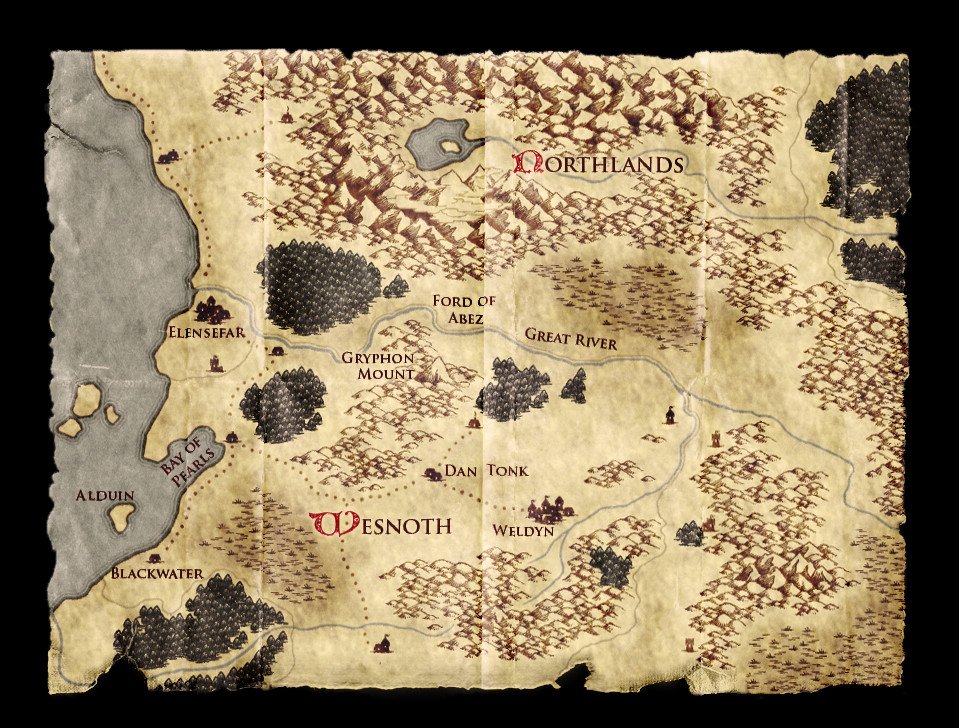 Northlands
Ford of
Abez
Elensefar
Great River
Gryphon
Mount
Bay of
Pearls
Dan Tonk
Alduin
Wesnoth
Weldyn
Blackwater